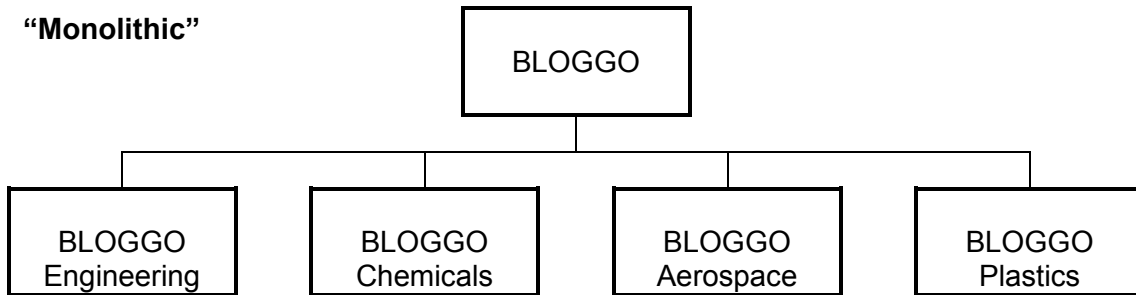 “Monolithic”
BLOGGO
BLOGGO
Engineering
BLOGGO
Chemicals
BLOGGO
Aerospace
BLOGGO
Plastics